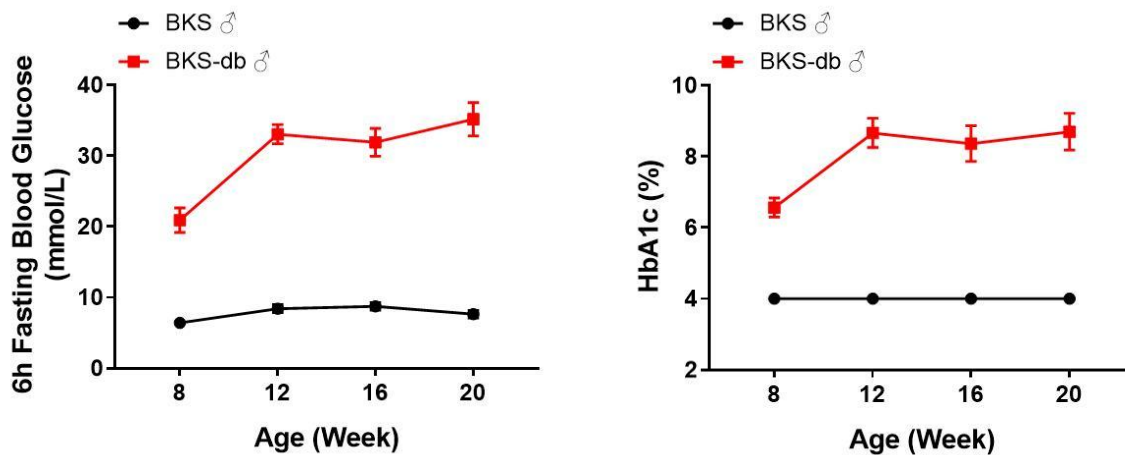 BKS ♂
BKS-db ♂
40
30
20
10
0
6h Fasting Blood Glucose
(mmol/L)
8 12 16 20
Age (Week)
BKS ♂
BKS-db ♂
10
8
6
4
2
HbA1c (%)
8 12 16 20
Age (Week)